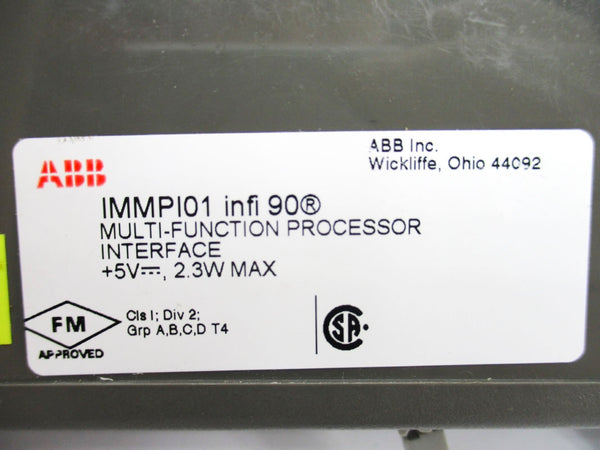 ABB
ABB Inc.
Wickliffe, Ohio 44092
IMMPI01 infi 90®
MULTI-FUNCTION PROCESSOR
INTERFACE
+5V⎓, 2.3W MAX
FM
APPROVED
Cls I; Div 2;
Grp A,B,C,D T4
CSA